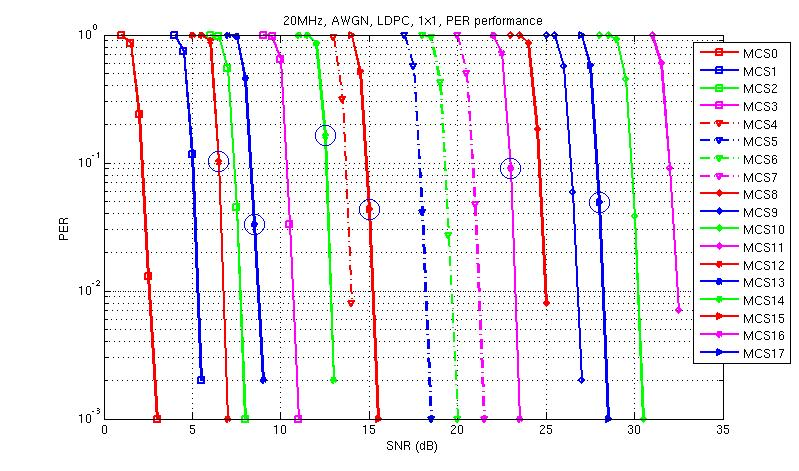 20MHz, AWGN, LDPC, 1x1, PER performance
10^0
10^-1
10^-2
10^-3
PER
0
5
10
15
20
25
30
35
SNR (dB)
MCS0
MCS1
MCS2
MCS3
MCS4
MCS5
MCS6
MCS7
MCS8
MCS9
MCS10
MCS11
MCS12
MCS13
MCS14
MCS15
MCS16
MCS17